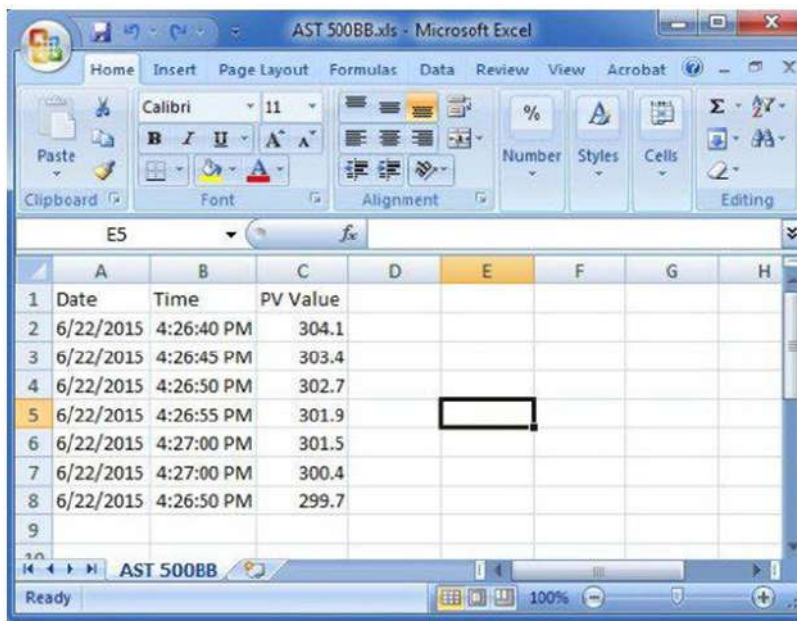 AST 500BB.xls - Microsoft Excel
Home Insert Page Layout Formulas Data Review View Acrobat
Calibri 11
Paste B I U A A % Number A Styles Cells Σ
Clipboard Font Alignment Editing
E5 fx
A B C D E F G H
1 Date Time PV Value
2 6/22/2015 4:26:40 PM 304.1
3 6/22/2015 4:26:45 PM 303.4
4 6/22/2015 4:26:50 PM 302.7
5 6/22/2015 4:26:55 PM 301.9
6 6/22/2015 4:27:00 PM 301.5
7 6/22/2015 4:27:00 PM 300.4
8 6/22/2015 4:26:50 PM 299.7
9
10
AST 500BB
Ready 100%